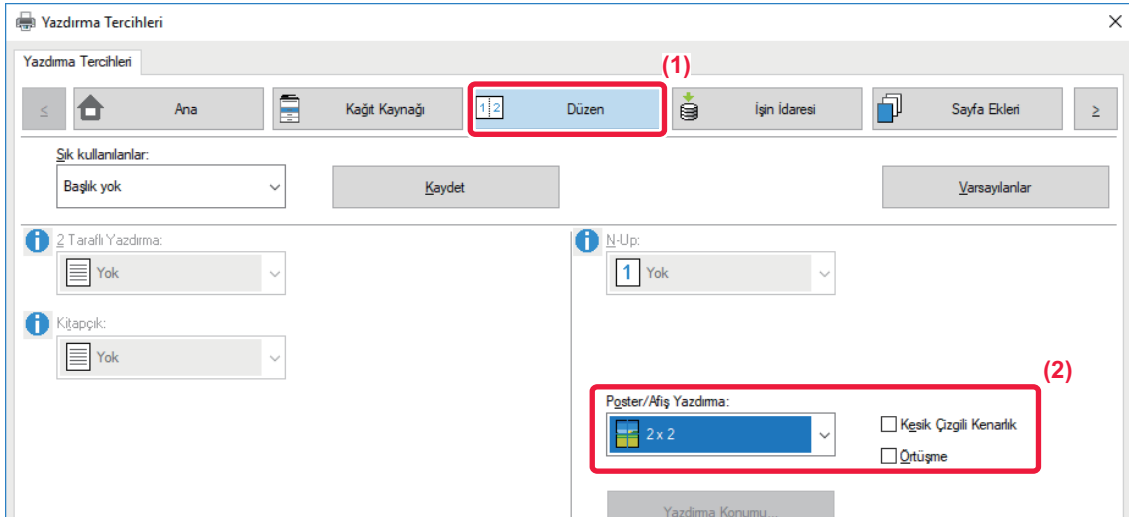 Yazdırma Tercihleri
Yazdırma Tercihleri
(1)
< Ana Kağıt Kaynağı 1 2 Düzen İşin İdaresi Sayfa Ekleri >
Sık kullanılanlar:
Başlık yok Kaydet Varsayılanlar
2 Taraflı Yazdırma: N-Up:
Yok 1 Yok
Kitapçık:
Yok
(2)
Poster/Afiş Yazdırma:
2 x 2 Kesik Çizgili Kenarlık
Örtüşme
Yazdırma Konumu...